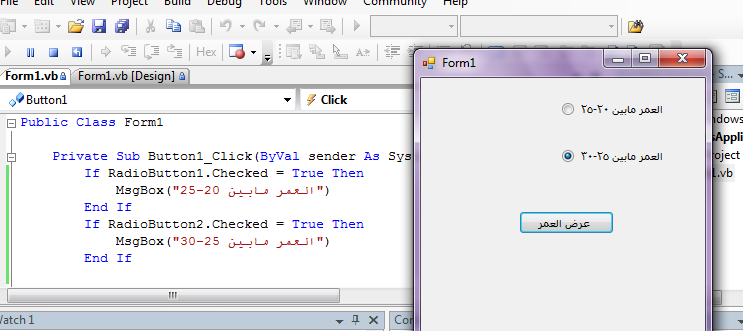 File Edit View Project Build Debug Data Tools Window Community Help
Hex
Form1.vb Form1.vb [Design]
Button1 Click
Public Class Form1
Private Sub Button1_Click(ByVal sender As Sys
If RadioButton1.Checked = True Then
MsgBox("العمر مابين 20-25")
End If
If RadioButton2.Checked = True Then
MsgBox("العمر مابين 25-30")
End If
Form1
العمر مابين ٢٠-٢٥
العمر مابين ٢٥-٣٠
عرض العمر
S...
ndows
sAppli
roject
1.vb
Watch 1